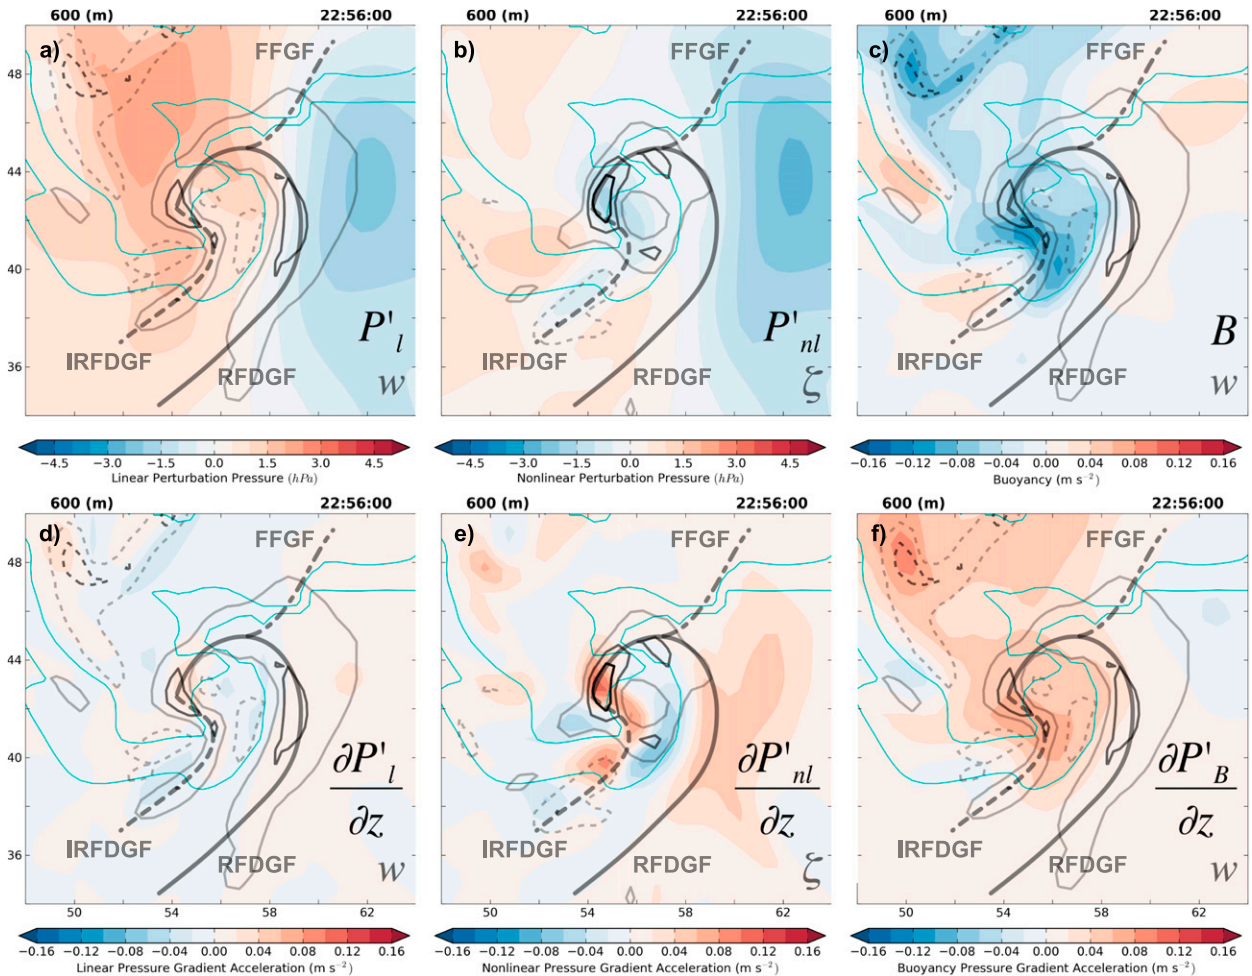 600 (m) 22:56:00
a)
FFGF
48
44
40
36
P'l
IRFDGF
RFDGF
w
−4.5 −3.0 −1.5 0.0 1.5 3.0 4.5
Linear Perturbation Pressure (hPa)
600 (m) 22:56:00
b)
FFGF
P'nl
IRFDGF
RFDGF
ζ
−4.5 −3.0 −1.5 0.0 1.5 3.0 4.5
Nonlinear Perturbation Pressure (hPa)
600 (m) 22:56:00
c)
FFGF
B
IRFDGF
RFDGF
w
−0.16 −0.12 −0.08 −0.04 0.00 0.04 0.08 0.12 0.16
Buoyancy (m s−2)
600 (m) 22:56:00
d)
FFGF
48
44
40
36
∂P'l
∂z
IRFDGF
RFDGF
w
50 54 58 62
−0.16 −0.12 −0.08 −0.04 0.00 0.04 0.08 0.12 0.16
Linear Pressure Gradient Acceleration (m s−2)
600 (m) 22:56:00
e)
FFGF
∂P'nl
∂z
IRFDGF
RFDGF
ζ
50 54 58 62
−0.16 −0.12 −0.08 −0.04 0.00 0.04 0.08 0.12 0.16
Nonlinear Pressure Gradient Acceleration (m s−2)
600 (m) 22:56:00
f)
FFGF
∂P'B
∂z
IRFDGF
RFDGF
w
50 54 58 62
−0.16 −0.12 −0.08 −0.04 0.00 0.04 0.08 0.12 0.16
Buoyancy Pressure Gradient Acceleration (m s−2)